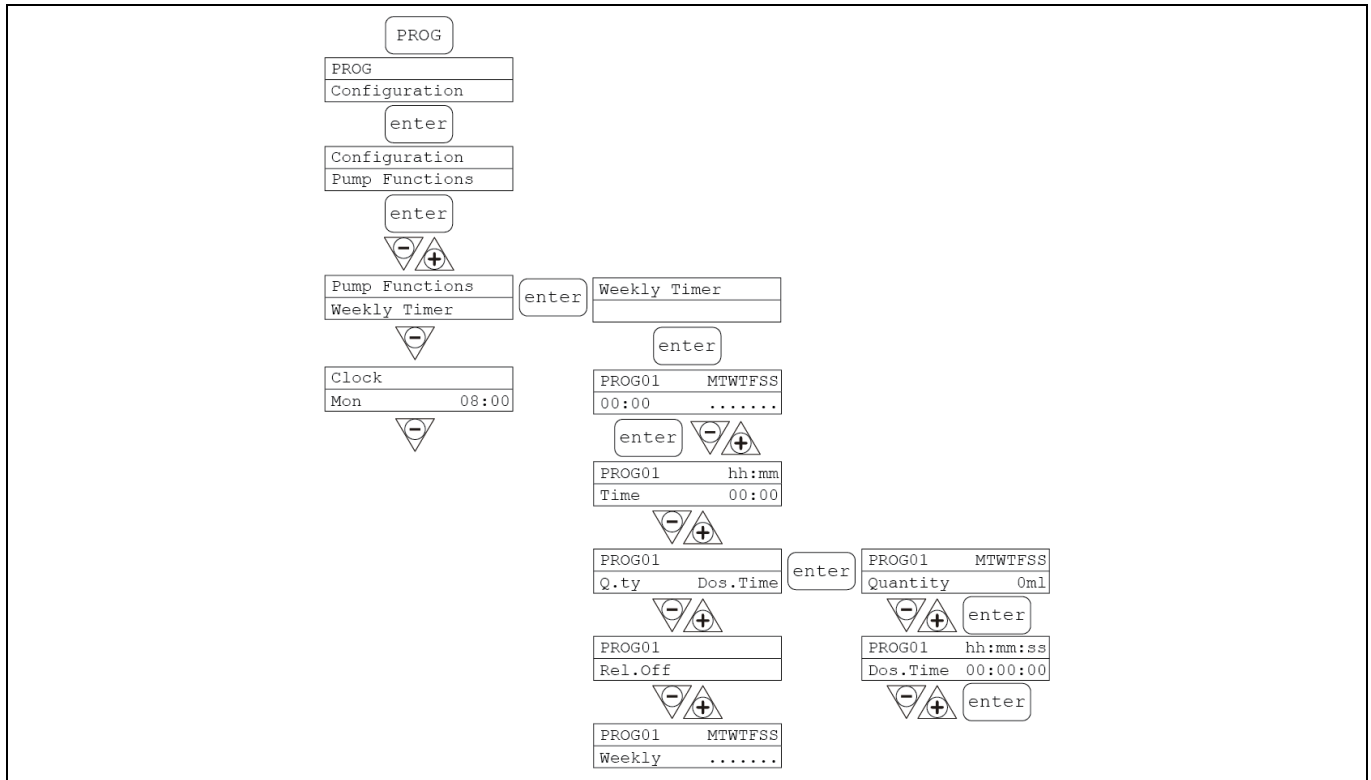 PROG
PROG
Configuration
enter
Configuration
Pump Functions
enter
Pump Functions
Weekly Timer
enter
Weekly Timer
enter
Clock
Mon 08:00
PROG01 MTWTFSS
00:00 .......
enter
PROG01 hh:mm
Time 00:00
PROG01
Q.ty Dos.Time
enter
PROG01 MTWTFSS
Quantity 0ml
enter
PROG01
Rel.Off
PROG01 hh:mm:ss
Dos.Time 00:00:00
enter
PROG01 MTWTFSS
Weekly .......